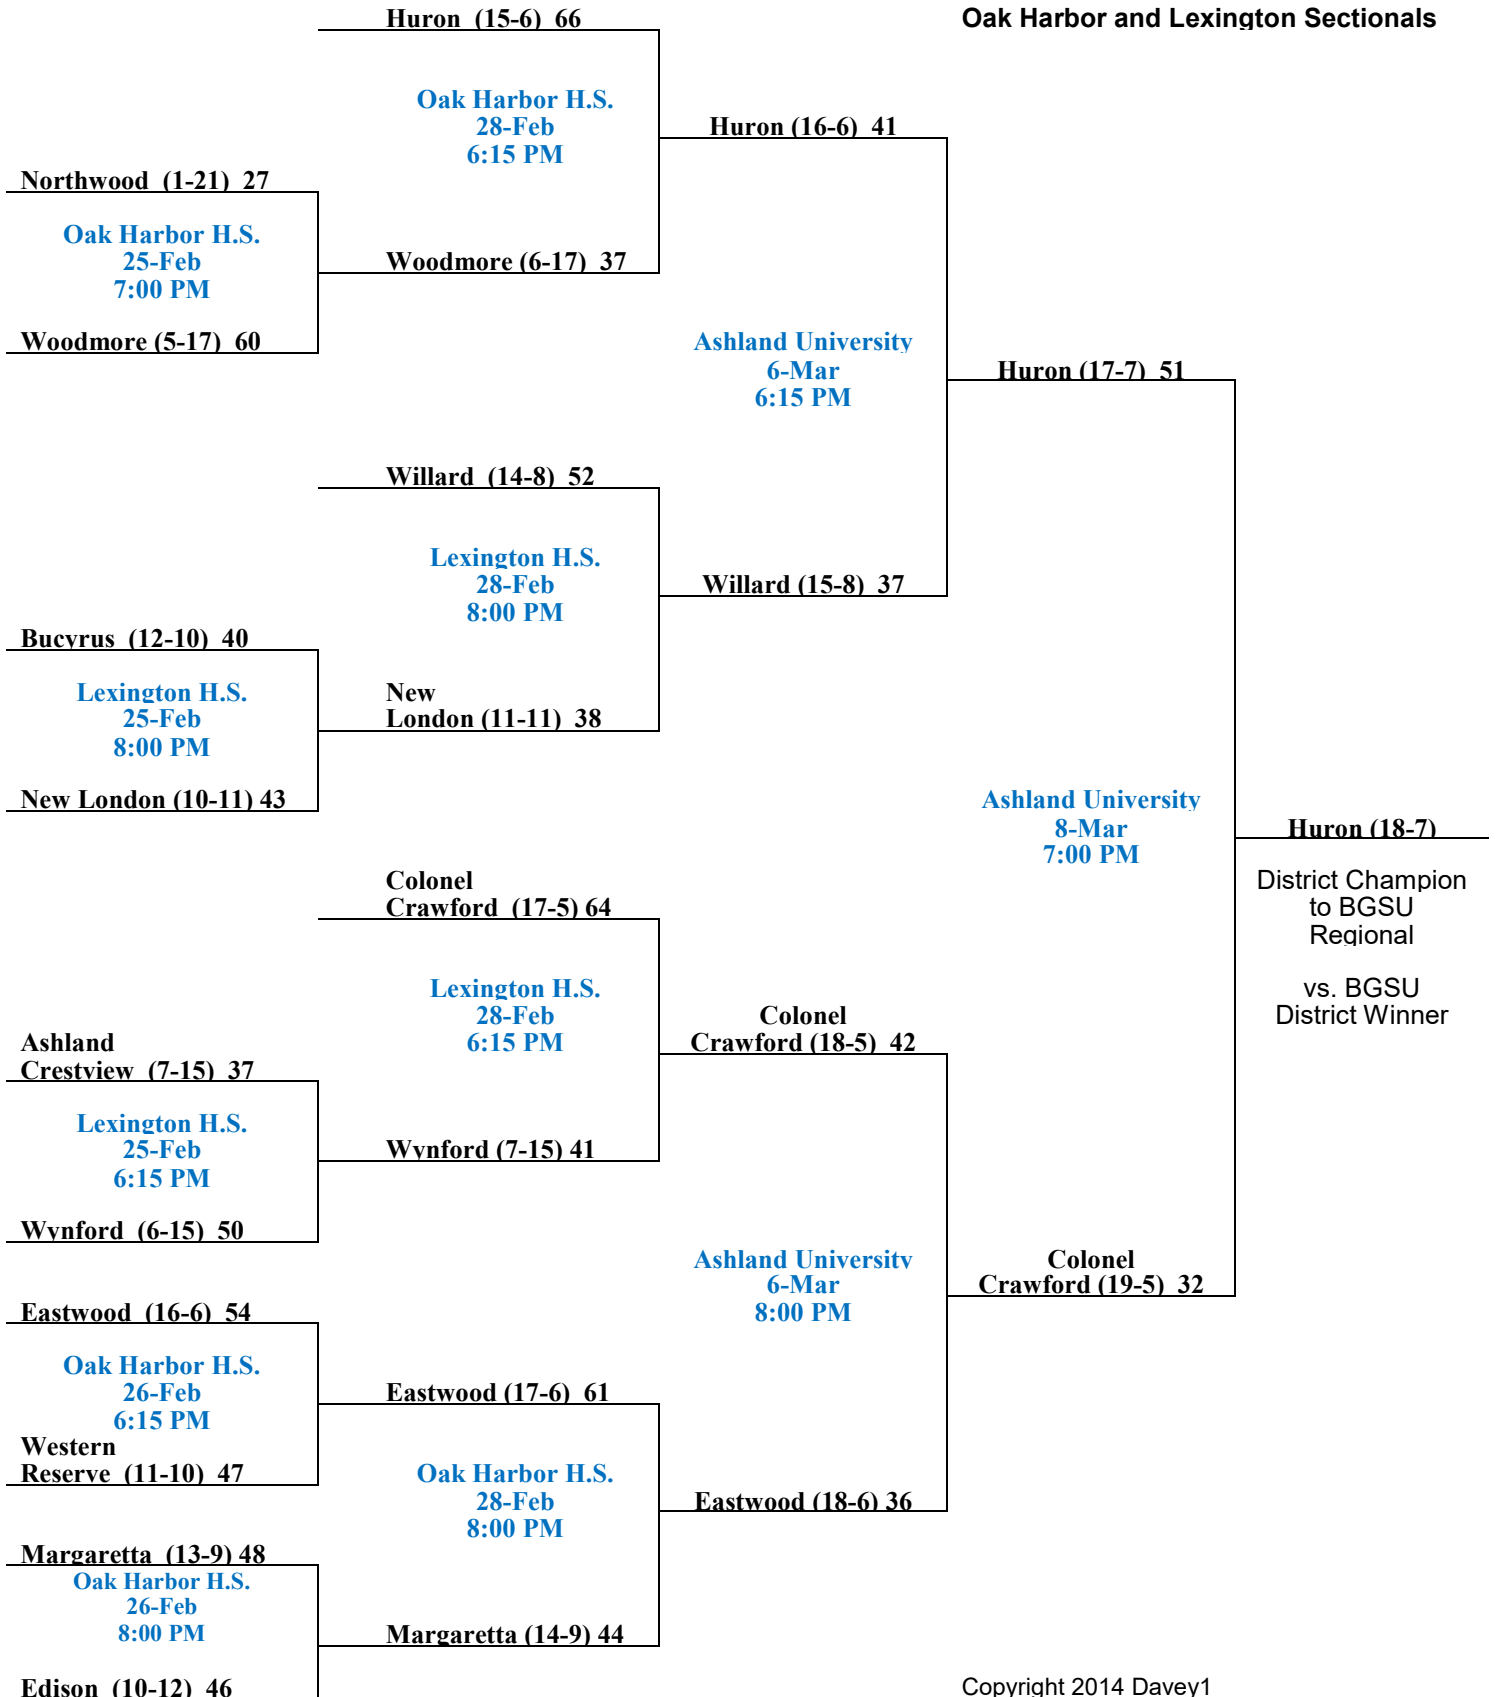 Huron (15-6) 66
Oak Harbor and Lexington Sectionals
Oak Harbor H.S.
28-Feb
6:15 PM
Huron (16-6) 41
Northwood (1-21) 27
Oak Harbor H.S.
25-Feb
7:00 PM
Woodmore (6-17) 37
Woodmore (5-17) 60
Ashland University
6-Mar
6:15 PM
Huron (17-7) 51
Willard (14-8) 52
Lexington H.S.
28-Feb
8:00 PM
Willard (15-8) 37
Bucyrus (12-10) 40
Lexington H.S.
25-Feb
8:00 PM
New
London (11-11) 38
New London (10-11) 43
Ashland University
8-Mar
7:00 PM
Huron (18-7)
District Champion
to BGSU
Regional
vs. BGSU
District Winner
Colonel
Crawford (17-5) 64
Lexington H.S.
28-Feb
6:15 PM
Colonel
Crawford (18-5) 42
Ashland
Crestview (7-15) 37
Lexington H.S.
25-Feb
6:15 PM
Wynford (7-15) 41
Wynford (6-15) 50
Ashland University
6-Mar
8:00 PM
Colonel
Crawford (19-5) 32
Eastwood (16-6) 54
Oak Harbor H.S.
26-Feb
6:15 PM
Eastwood (17-6) 61
Western
Reserve (11-10) 47
Oak Harbor H.S.
28-Feb
8:00 PM
Eastwood (18-6) 36
Margaretta (13-9) 48
Oak Harbor H.S.
26-Feb
8:00 PM
Margaretta (14-9) 44
Edison (10-12) 46
Copyright 2014 Davey1